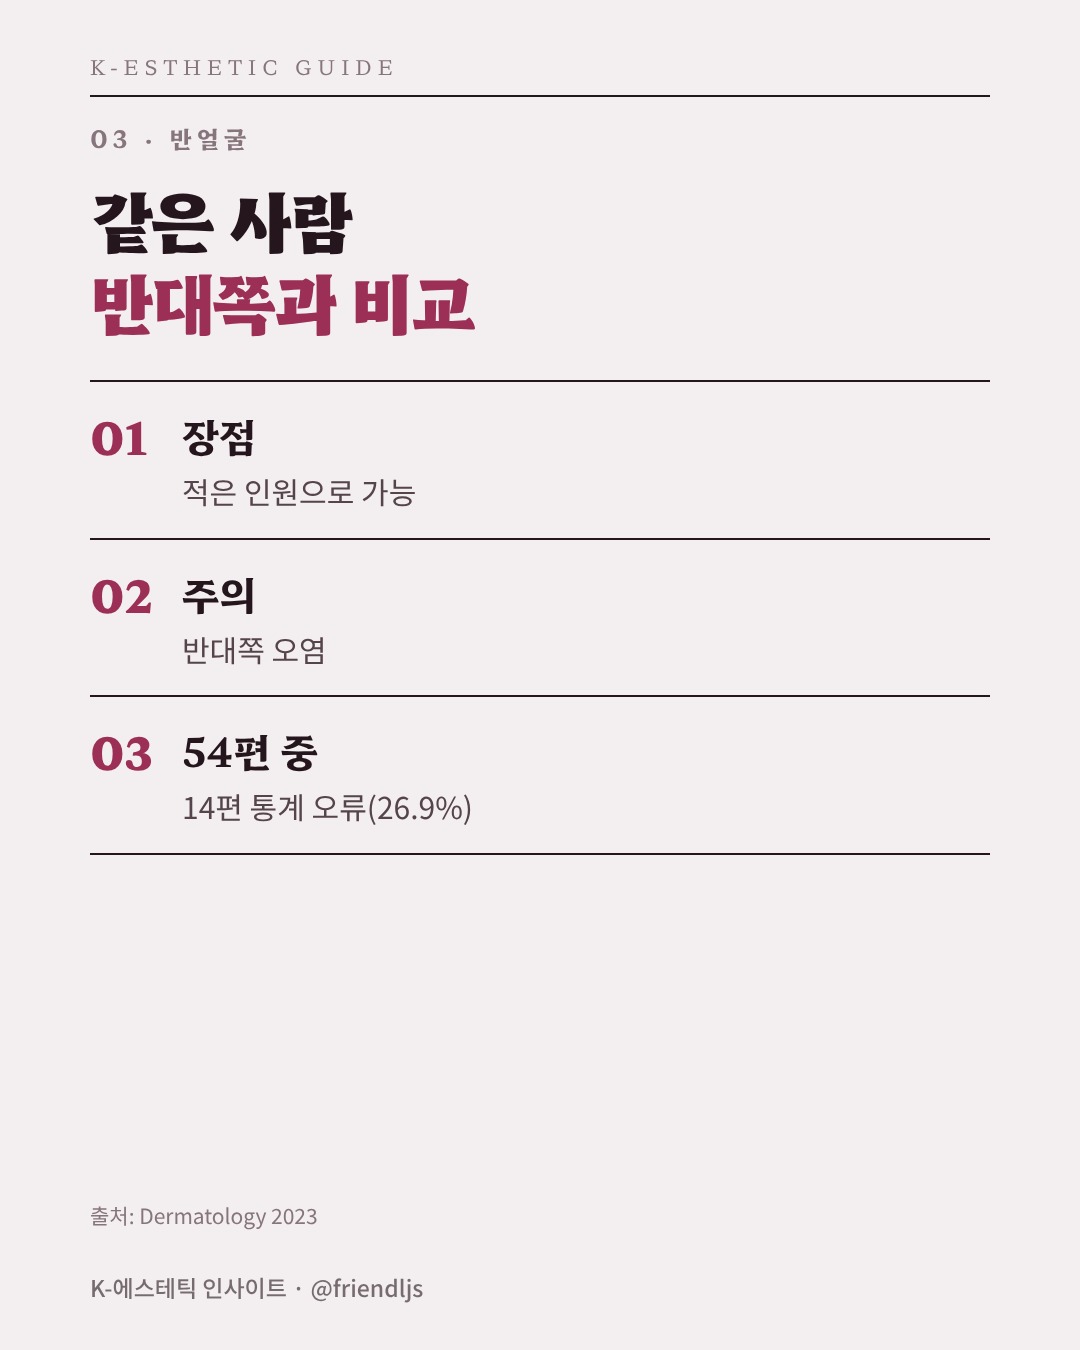 K-ESTHETIC GUIDE
03 · 반얼굴
같은 사람
반대쪽과 비교
01 장점
적은 인원으로 가능
02 주의
반대쪽 오염
03 54편 중
14편 통계 오류(26.9%)
출처: Dermatology 2023
K-에스테틱 인사이트 · @friendljs